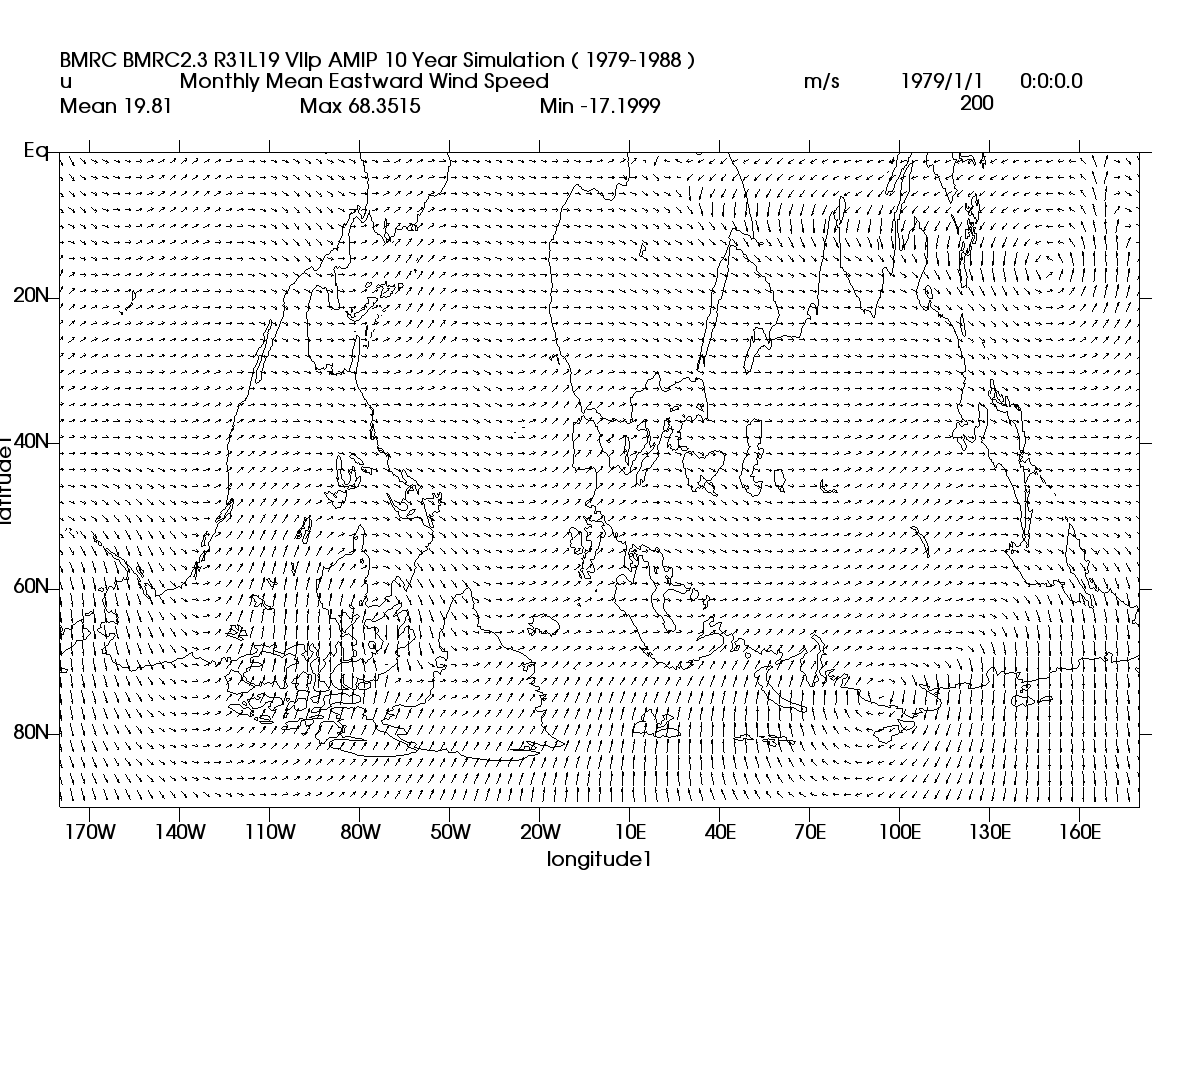 BMRC BMRC2.3 R31L19 VIIp AMIP 10 Year Simulation ( 1979-1988 )
u Monthly Mean Eastward Wind Speed m/s 1979/1/1 0:0:0.0
Mean 19.81 Max 68.3515 Min -17.1999 200
Eq
20N
40N
60N
80N
latitude1
170W 140W 110W 80W 50W 20W 10E 40E 70E 100E 130E 160E
longitude1